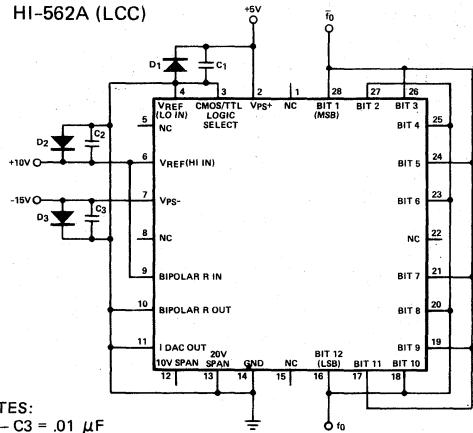 HI-562A (LCC)
+5V
f̅0
D1
C1
4
3
2
1
28
27
26
VREF (LO IN)
CMOS/TTL LOGIC SELECT
VPS+
NC
BIT 1 (MSB)
BIT 2
BIT 3
5
NC
BIT 4
25
D2
C2
+10V
6
VREF(HI IN)
BIT 5
24
-15V
7
VPS-
BIT 6
23
D3
C3
8
NC
NC
22
9
BIPOLAR R IN
BIT 7
21
10
BIPOLAR R OUT
BIT 8
20
11
I DAC OUT
BIT 9
19
10V SPAN
20V SPAN
GND
NC
BIT 12 (LSB)
BIT 11
BIT 10
12
13
14
15
16
17
18
f0
TES:
– C3 = .01 μF